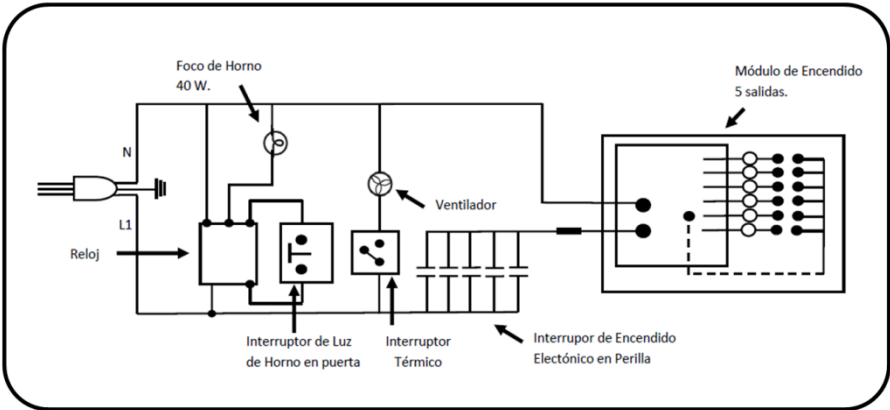 Foco de Horno
40 W.
Módulo de Encendido
5 salidas.
N
Ventilador
L1
Reloj
Interruptor de Luz
de Horno en puerta
Interruptor
Térmico
Interrupor de Encendido
Electónico en Perilla